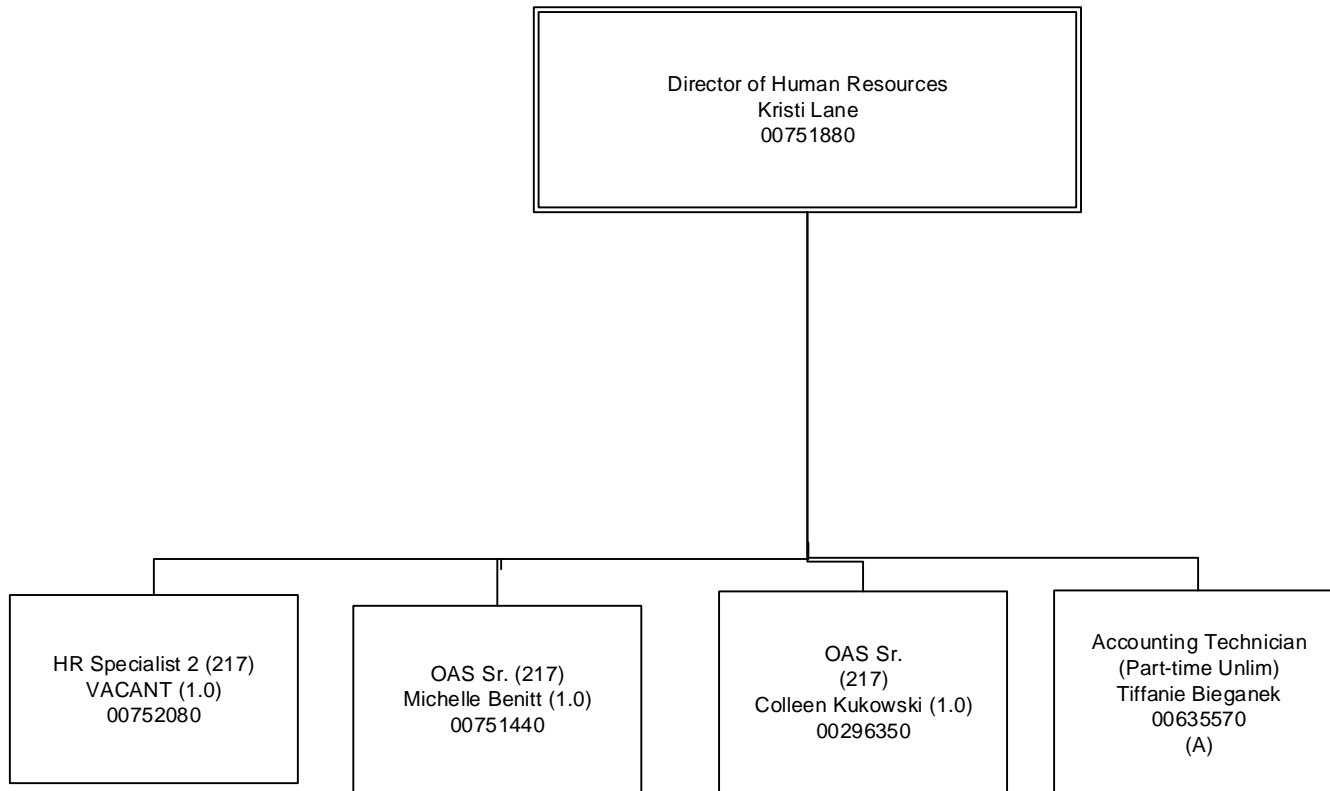 Director of Human Resources
Kristi Lane
00751880
HR Specialist 2 (217)
VACANT (1.0)
00752080
OAS Sr. (217)
Michelle Benitt (1.0)
00751440
OAS Sr.
(217)
Colleen Kukowski (1.0)
00296350
Accounting Technician
(Part-time Unlim)
Tiffanie Bieganek
00635570
(A)